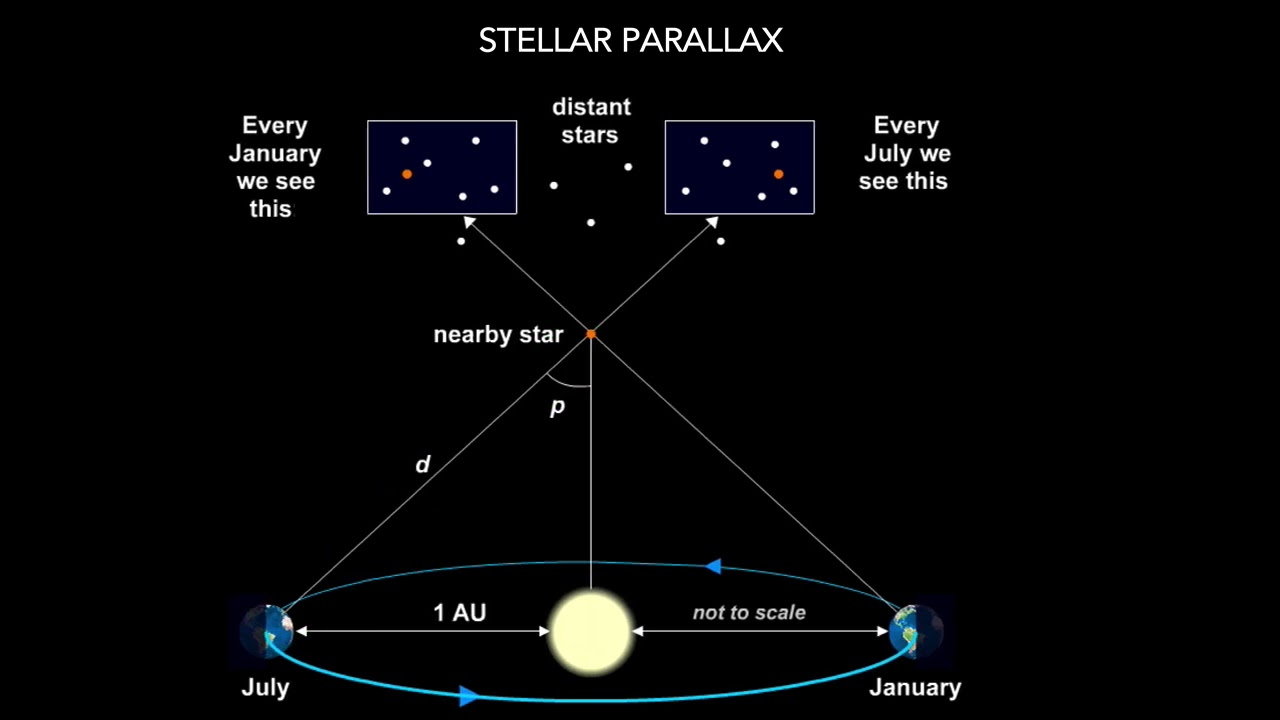 STELLAR PARALLAX
Every
January
we see
this
distant
stars
Every
July we
see this
nearby star
p
d
1 AU
not to scale
July
January